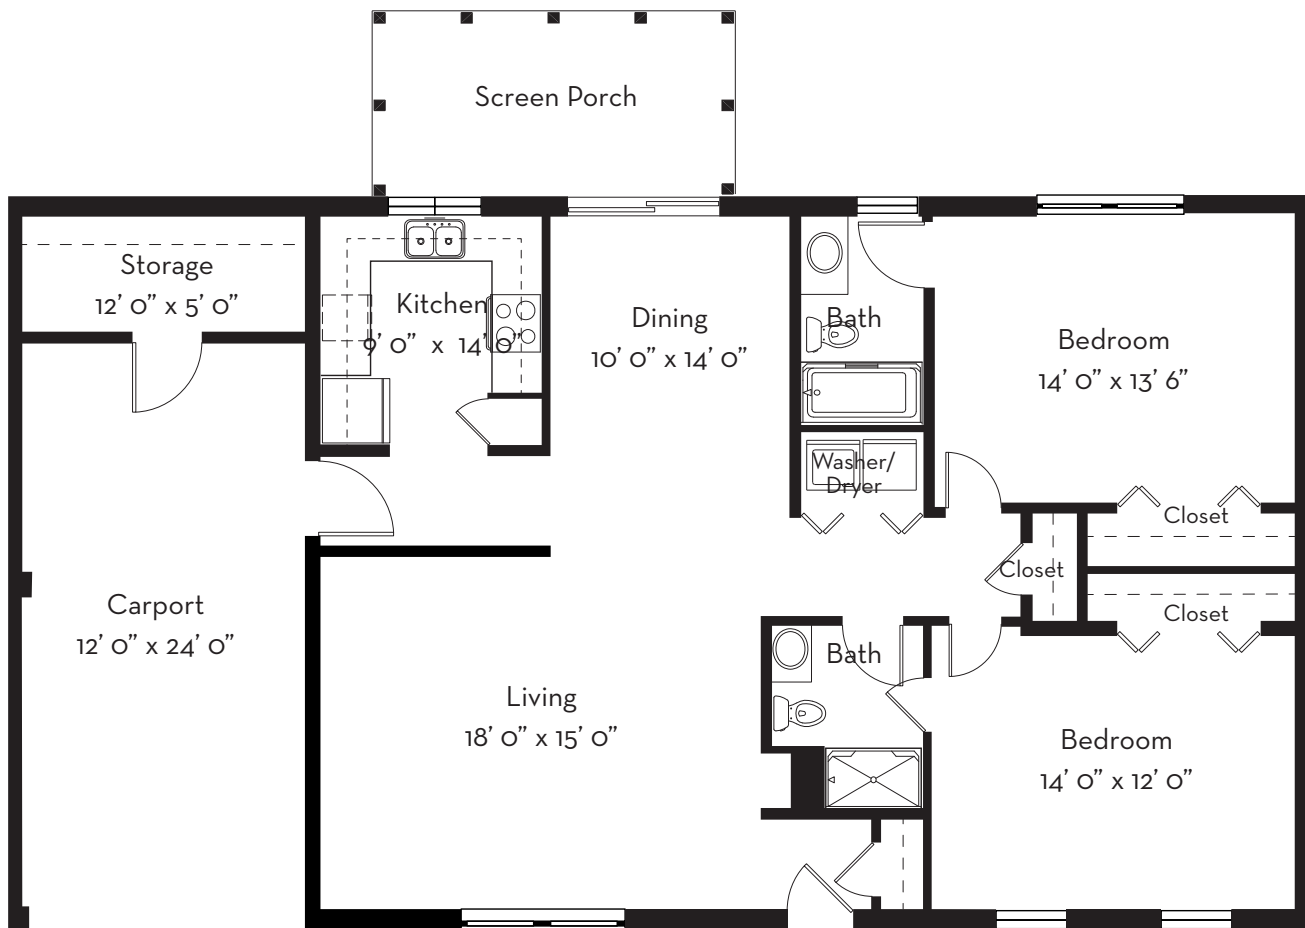 Screen Porch
Storage
12’ 0” x 5’ 0”
Kitchen
9’ 0” x 14’ 0”
Dining
10’ 0” x 14’ 0”
Bath
Bedroom
14’ 0” x 13’ 6”
Washer/
Dryer
Closet
Closet
Closet
Carport
12’ 0” x 24’ 0”
Bath
Living
18’ 0” x 15’ 0”
Bedroom
14’ 0” x 12’ 0”